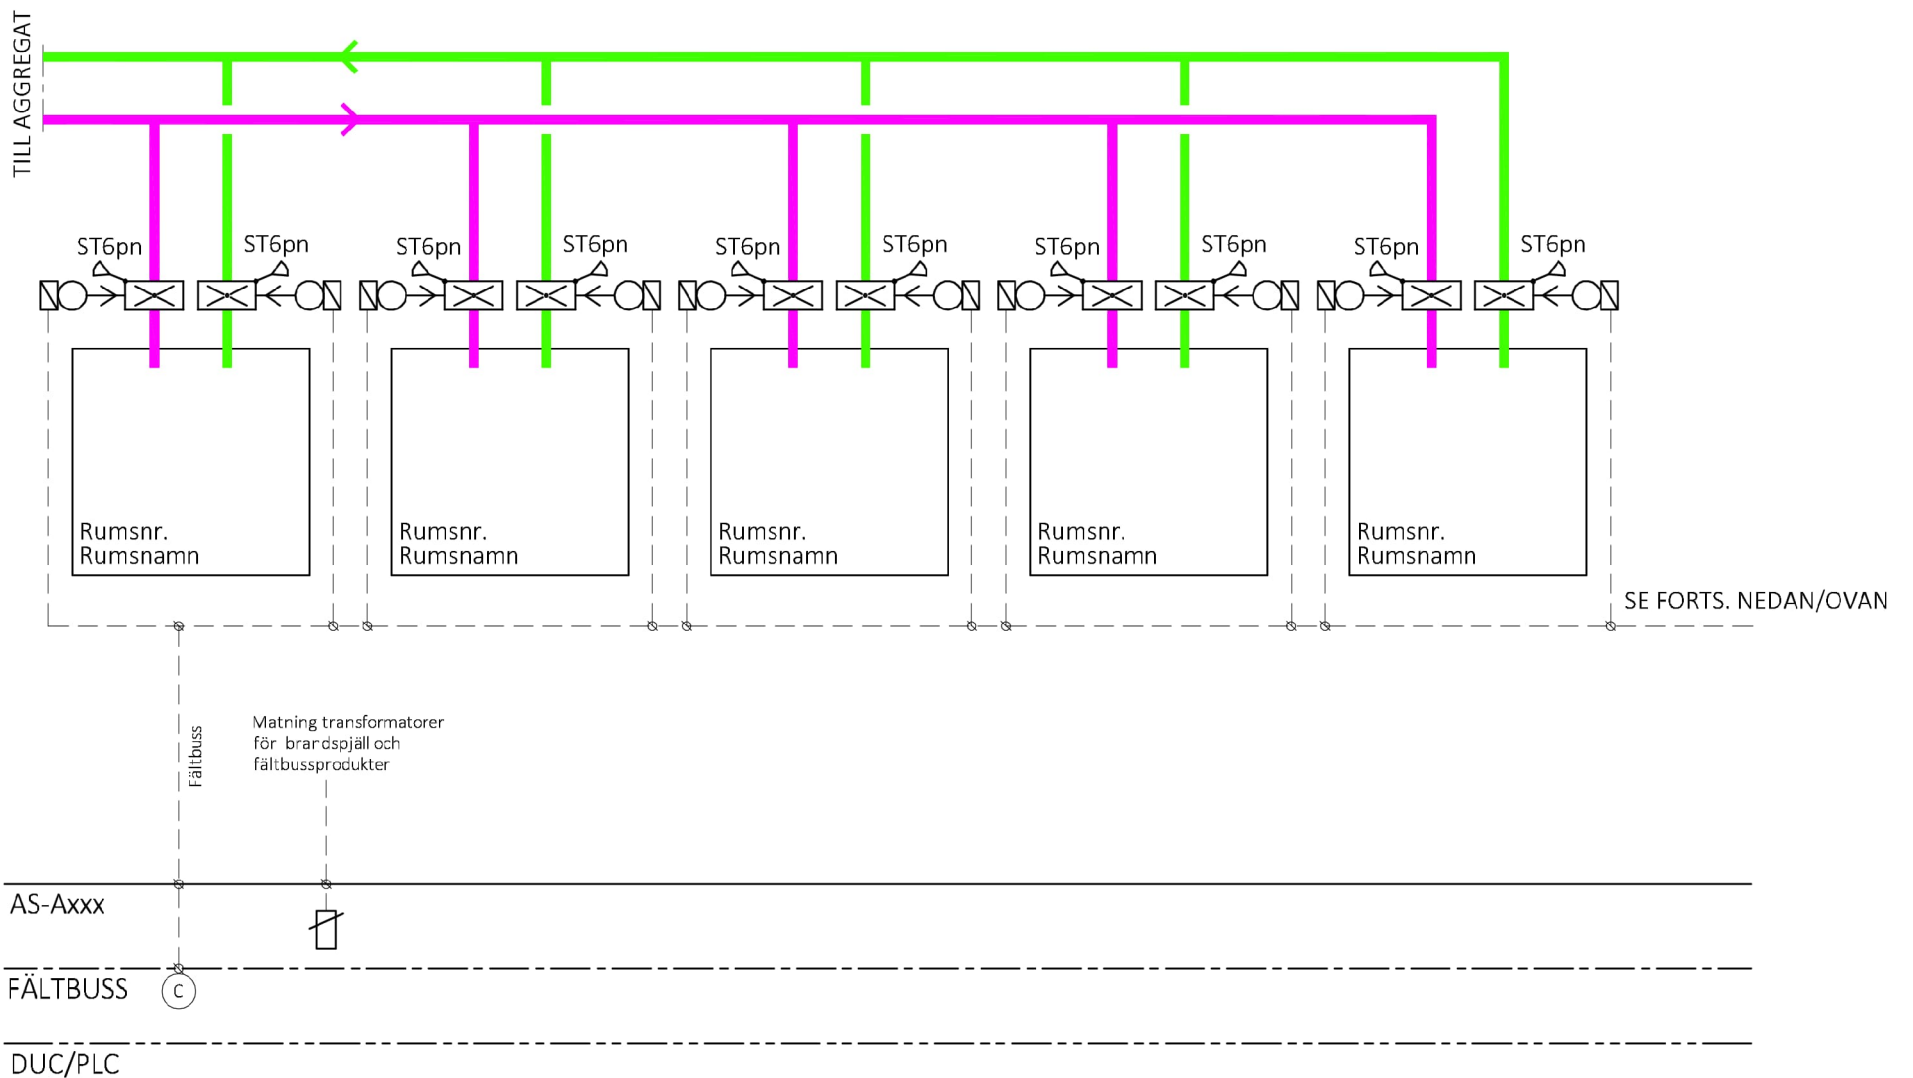 TILL AGGREGAT
ST6pn
ST6pn
ST6pn
ST6pn
ST6pn
ST6pn
ST6pn
ST6pn
ST6pn
ST6pn
Rumsnr.
Rumsnamn
Rumsnr.
Rumsnamn
Rumsnr.
Rumsnamn
Rumsnr.
Rumsnamn
Rumsnr.
Rumsnamn
SE FORTS. NEDAN/OVAN
Fältbuss
Matning transformatorer
för brandspjäll och
fältbussprodukter
AS-Axxx
FÄLTBUSS
C
DUC/PLC